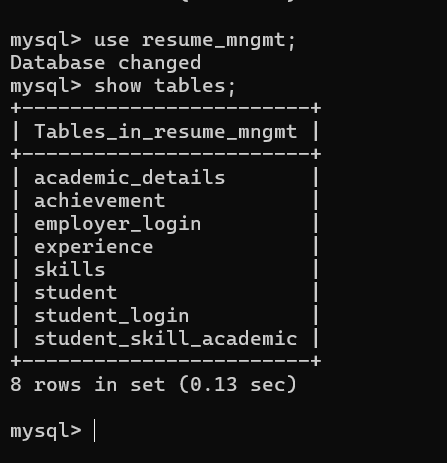 mysql> use resume_mngmt;
Database changed
mysql> show tables;
+------------------------+
| Tables_in_resume_mngmt |
+------------------------+
| academic_details       |
| achievement            |
| employer_login         |
| experience             |
| skills                 |
| student                |
| student_login          |
| student_skill_academic |
+------------------------+
8 rows in set (0.13 sec)
mysql>